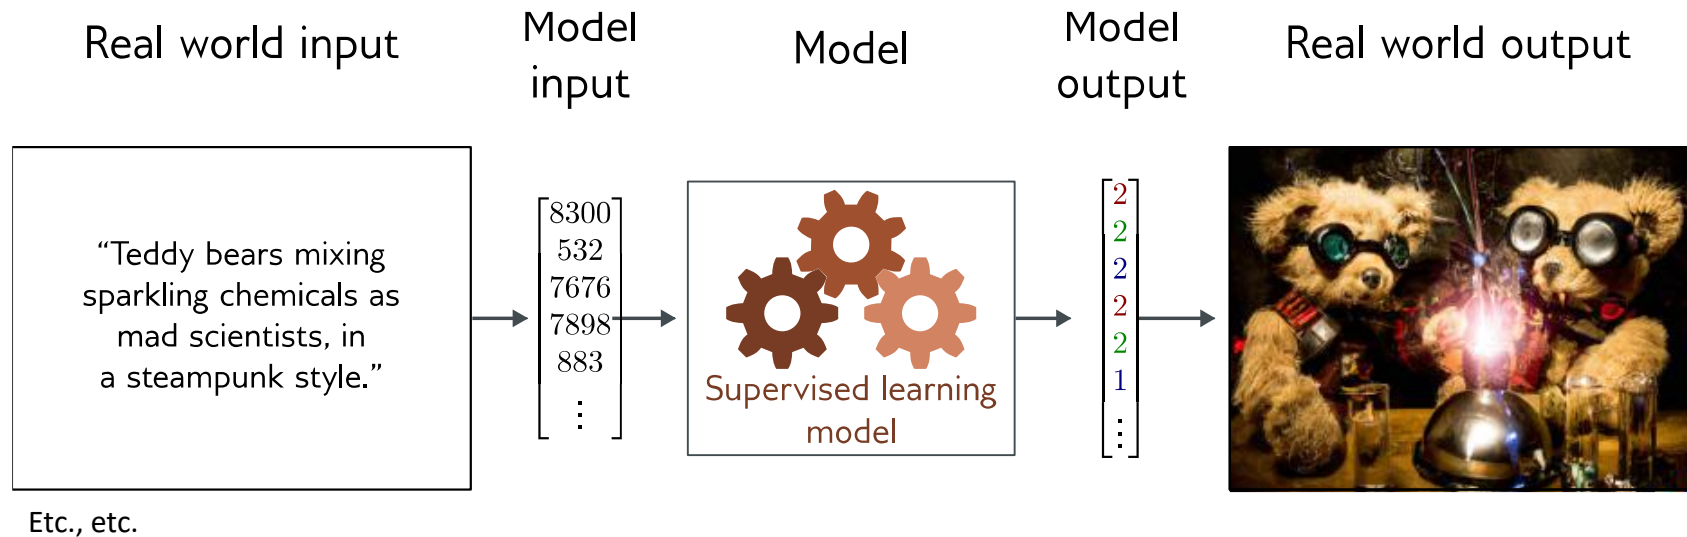 Real world input
Model
input
Model
Model
output
Real world output
“Teddy bears mixing
sparkling chemicals as
mad scientists, in
a steampunk style.”
8300
532
7676
7898
883
⋮
Supervised learning
model
2
2
2
2
2
1
⋮
Etc., etc.